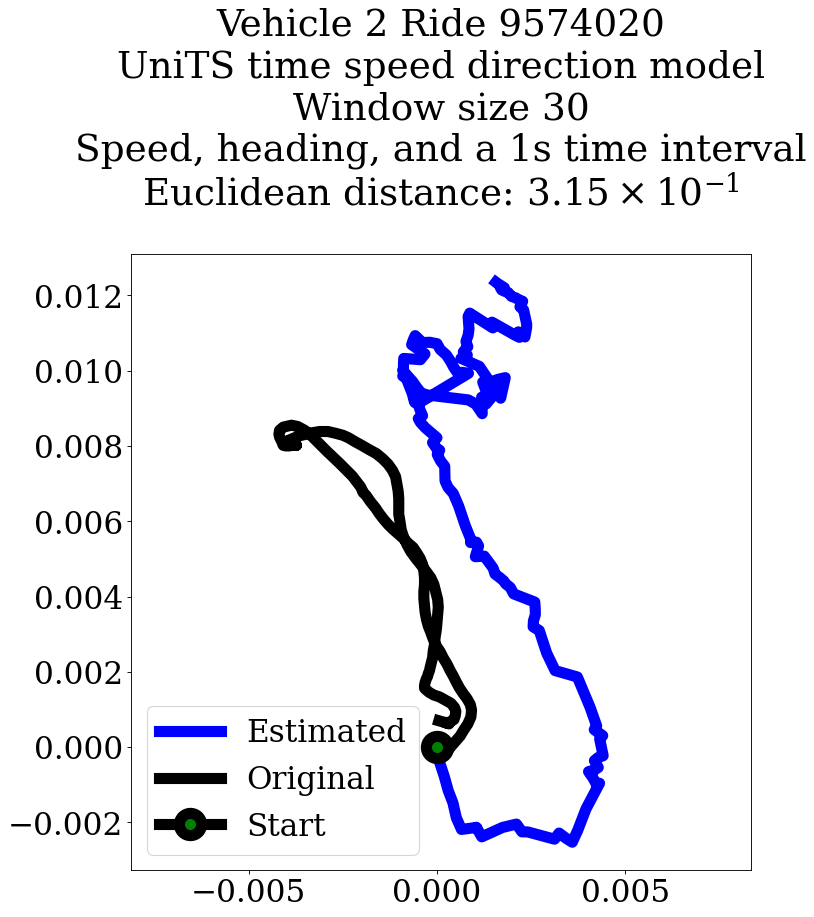 Vehicle 2 Ride 9574020
UniTS time speed direction model
Window size 30
Speed, heading, and a 1s time interval
Euclidean distance: 3.15 × 10⁻¹
0.012
0.010
0.008
0.006
0.004
0.002
0.000
−0.002
Estimated
Original
Start
−0.005
0.000
0.005